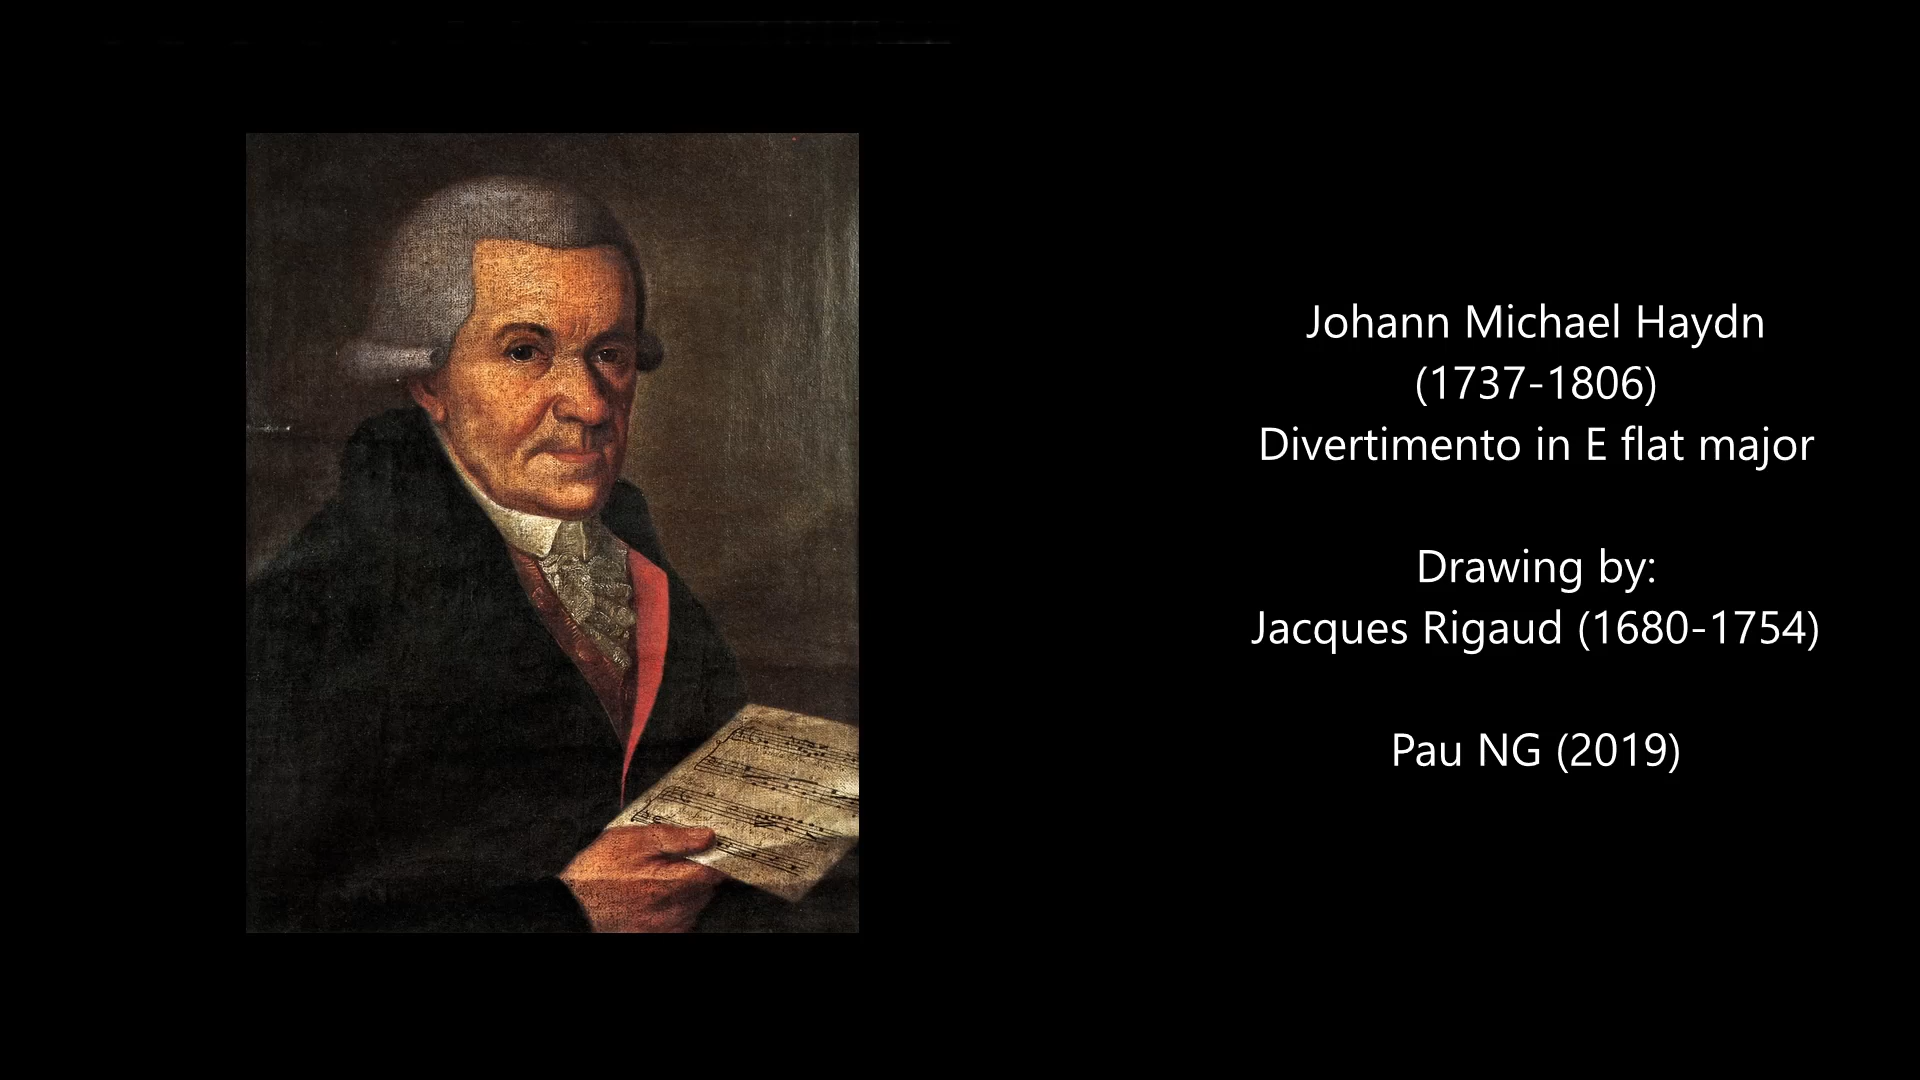 Johann Michael Haydn
(1737-1806)
Divertimento in E flat major
Drawing by:
Jacques Rigaud (1680-1754)
Pau NG (2019)